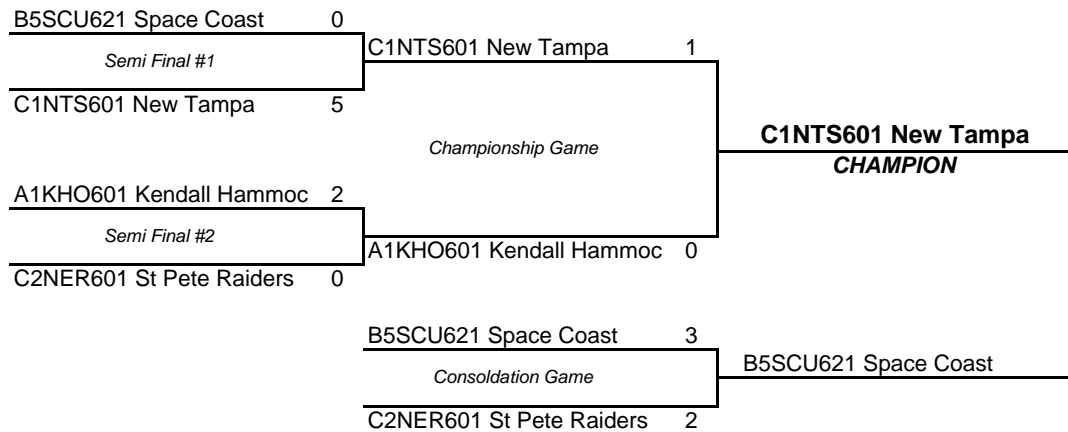 B5SCU621 Space Coast 0
Semi Final #1
C1NTS601 New Tampa 5
C1NTS601 New Tampa 1
Championship Game
A1KHO601 Kendall Hammoc 2
Semi Final #2
C2NER601 St Pete Raiders 0
A1KHO601 Kendall Hammoc 0
C1NTS601 New Tampa
CHAMPION
B5SCU621 Space Coast 3
Consoldation Game
C2NER601 St Pete Raiders 2
B5SCU621 Space Coast